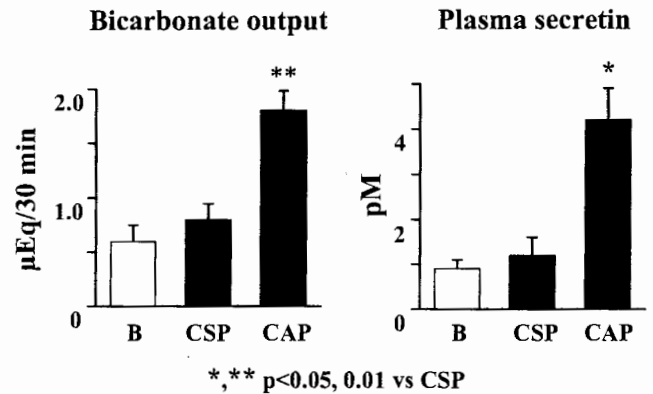 Bicarbonate output
Plasma secretin
**
*
2.0
1.0
0
µEq/30 min
4
2
0
pM
B CSP CAP
B CSP CAP
*,** p<0.05, 0.01 vs CSP